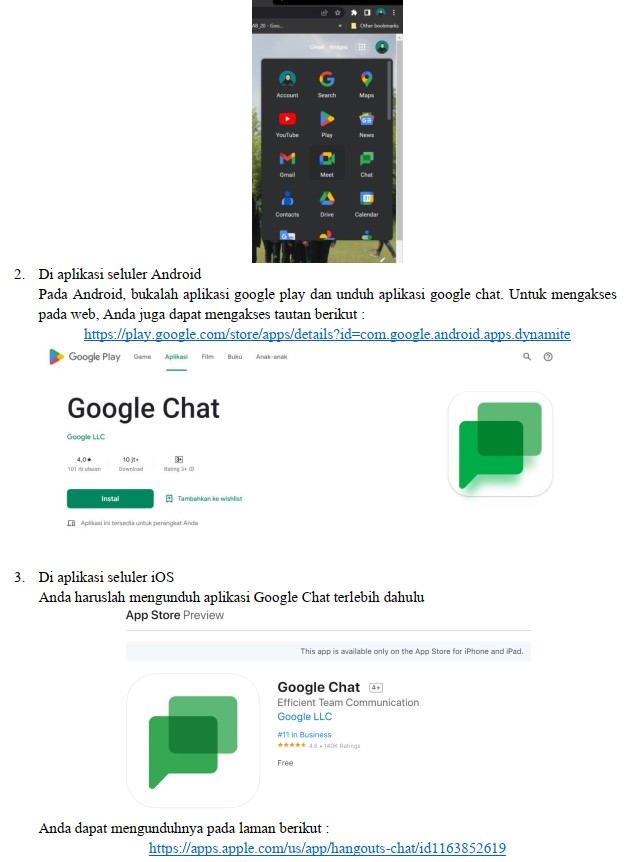 Other bookmarks
Gmail Images
Account Search Maps
YouTube Play News
Gmail Meet Chat
Contacts Drive Calendar
2. Di aplikasi seluler Android
Pada Android, bukalah aplikasi google play dan unduh aplikasi google chat. Untuk mengakses
pada web, Anda juga dapat mengakses tautan berikut :
https://play.google.com/store/apps/details?id=com.google.android.apps.dynamite
Google Play Game Aplikasi Film Buku Anak-anak
Google Chat
Google LLC
4,0★ 10 jt+ 3+
101 rb ulasan Download Rating 3+
Instal Tambahkan ke wishlist
Aplikasi ini tersedia untuk perangkat Anda
3. Di aplikasi seluler iOS
Anda haruslah mengunduh aplikasi Google Chat terlebih dahulu
App Store Preview
This app is available only on the App Store for iPhone and iPad.
Google Chat 4+
Efficient Team Communication
Google LLC
#11 in Business
★★★★★ 4.6 • 140K Ratings
Free
Anda dapat mengunduhnya pada laman berikut :
https://apps.apple.com/us/app/hangouts-chat/id1163852619